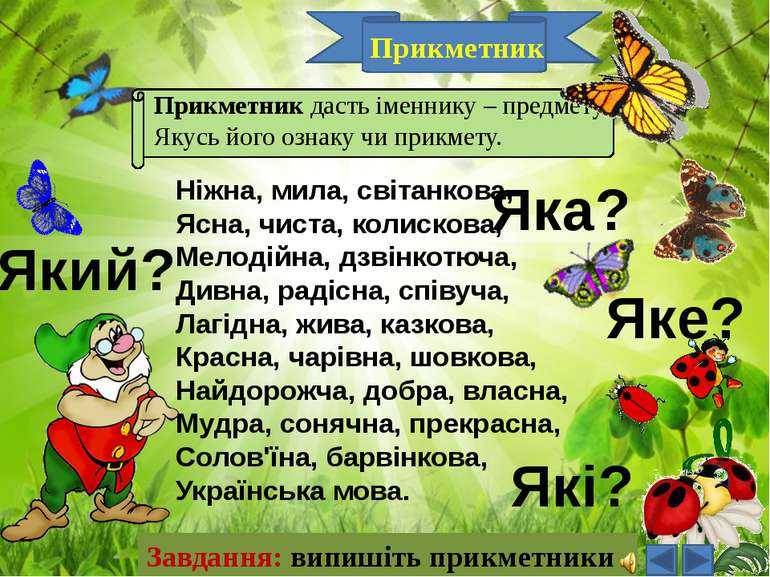 Прикметник
Прикметник дасть іменнику – предмету
Якусь його ознаку чи прикмету.
Ніжна, мила, світанкова,
Ясна, чиста, колискова,
Мелодійна, дзвінкотюча,
Дивна, радісна, співуча,
Лагідна, жива, казкова,
Красна, чарівна, шовкова,
Найдорожча, добра, власна,
Мудра, сонячна, прекрасна,
Солов'їна, барвінкова,
Українська мова.
Яка?
Який?
Яке?
Які?
Завдання: випишіть прикметники